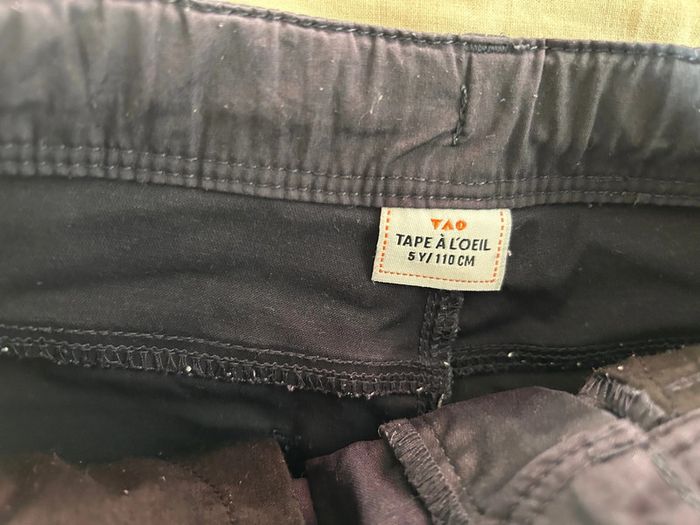 TAO
TAPE À L'OEIL
5 Y/ 110 CM